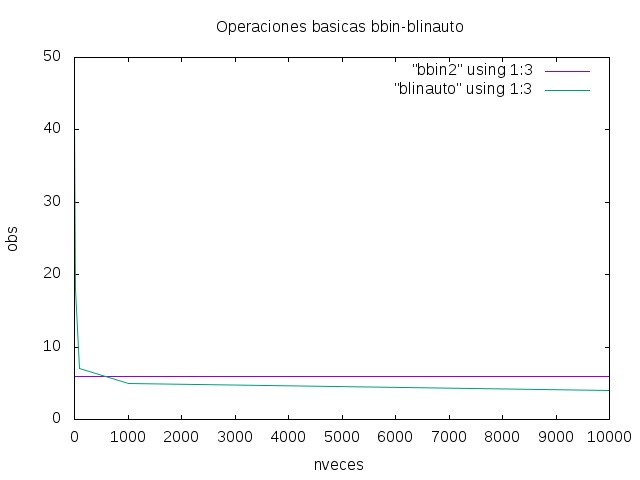 Operaciones basicas bbin-blinauto
50
"bbin2" using 1:3
"blinauto" using 1:3
40
30
obs
20
10
0
0 1000 2000 3000 4000 5000 6000 7000 8000 9000 10000
nveces